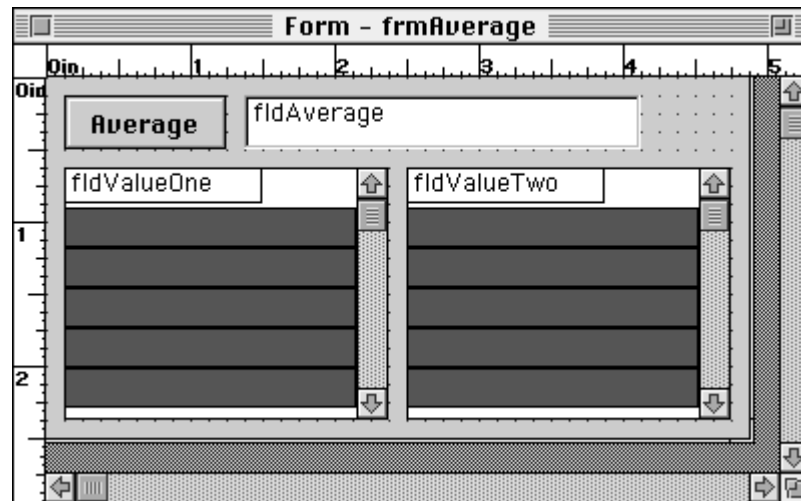 Form - frmAverage
0in 1 2 3 4 5
0in
Average fldAverage
fldValueOne fldValueTwo
1
2